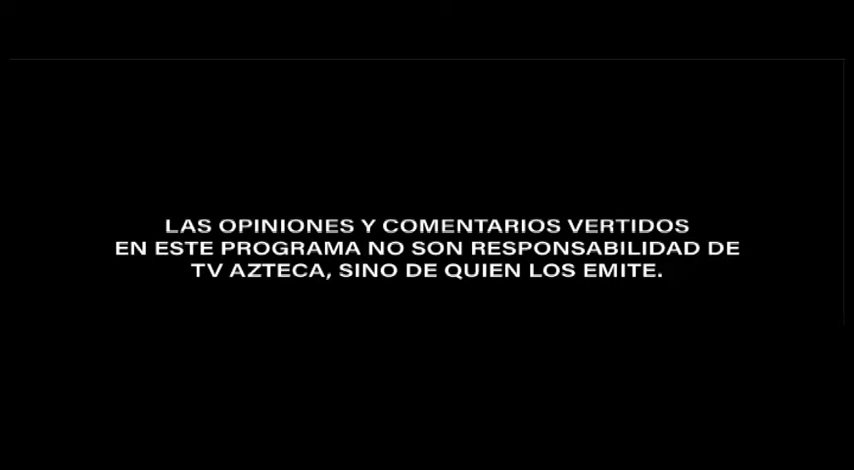 LAS OPINIONES Y COMENTARIOS VERTIDOS
EN ESTE PROGRAMA NO SON RESPONSABILIDAD DE
TV AZTECA, SINO DE QUIEN LOS EMITE.